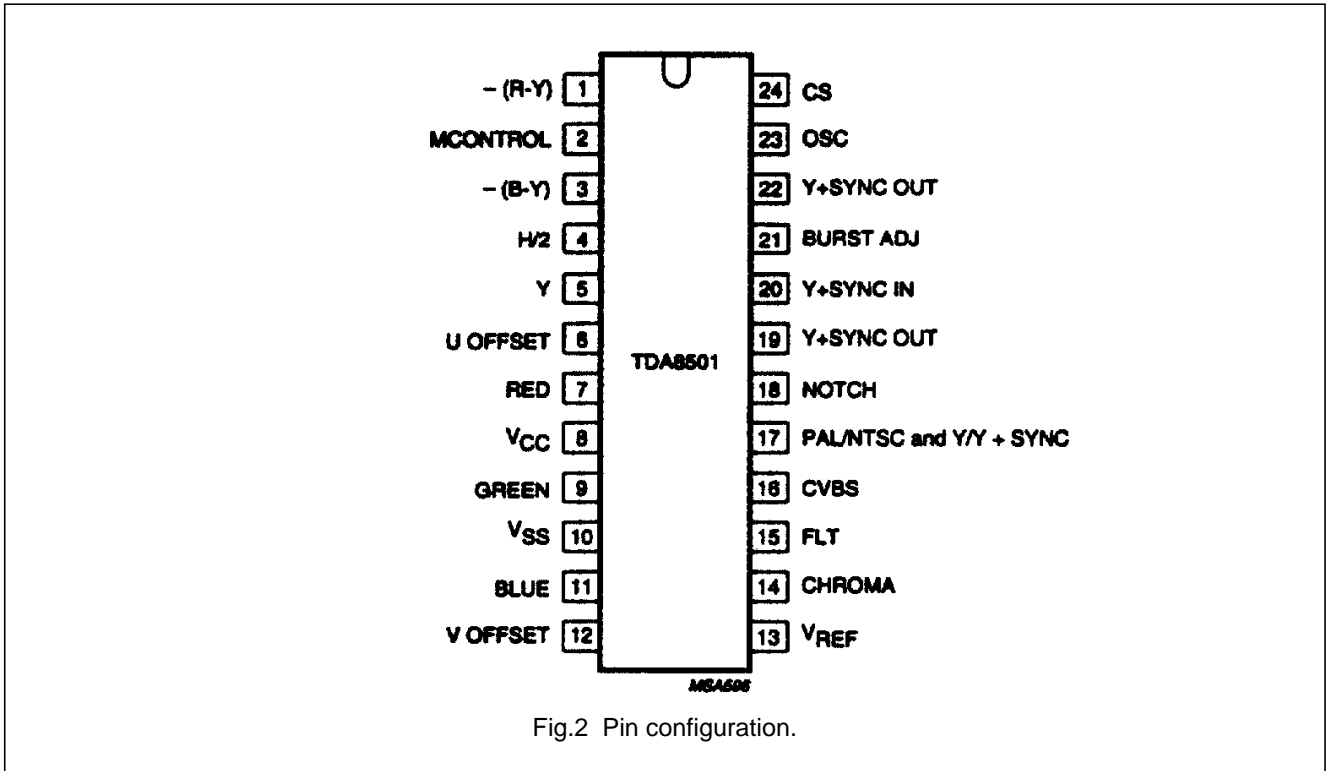 – (R-Y) 1
MCONTROL 2
– (B-Y) 3
H/2 4
Y 5
U OFFSET 6
RED 7
VCC 8
GREEN 9
VSS 10
BLUE 11
V OFFSET 12
TDA8501
24 CS
23 OSC
22 Y+SYNC OUT
21 BURST ADJ
20 Y+SYNC IN
19 Y+SYNC OUT
18 NOTCH
17 PAL/NTSC and Y/Y + SYNC
16 CVBS
15 FLT
14 CHROMA
13 VREF
MSA596
Fig.2 Pin configuration.